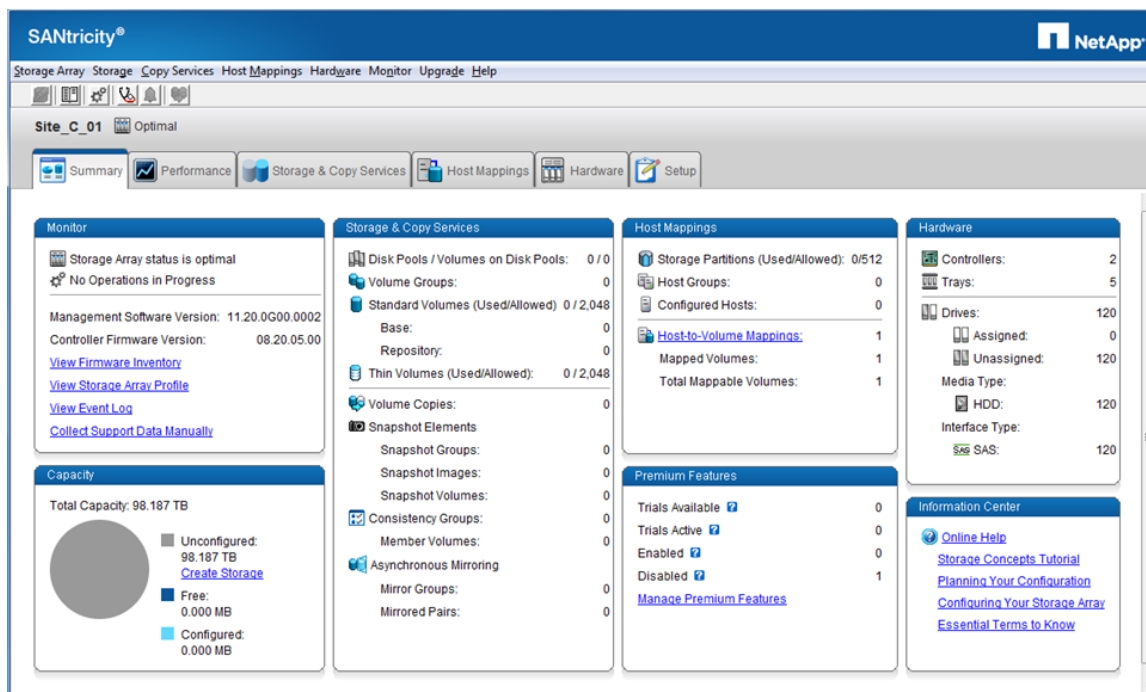 SANtricity®
NetApp®
Storage Array Storage Copy Services Host Mappings Hardware Monitor Upgrade Help
Site_C_01 Optimal
Summary Performance Storage & Copy Services Host Mappings Hardware Setup
Monitor
Storage Array status is optimal
No Operations in Progress
Management Software Version: 11.20.0G00.0002
Controller Firmware Version: 08.20.05.00
View Firmware Inventory
View Storage Array Profile
View Event Log
Collect Support Data Manually
Capacity
Total Capacity: 98.187 TB
Unconfigured:
98.187 TB
Create Storage
Free:
0.000 MB
Configured:
0.000 MB
Storage & Copy Services
Disk Pools / Volumes on Disk Pools: 0 / 0
Volume Groups: 0
Standard Volumes (Used/Allowed) 0 / 2,048
Base: 0
Repository: 0
Thin Volumes (Used/Allowed): 0 / 2,048
Volume Copies: 0
Snapshot Elements
Snapshot Groups: 0
Snapshot Images: 0
Snapshot Volumes: 0
Consistency Groups: 0
Member Volumes: 0
Asynchronous Mirroring
Mirror Groups: 0
Mirrored Pairs: 0
Host Mappings
Storage Partitions (Used/Allowed): 0/512
Host Groups: 0
Configured Hosts: 0
Host-to-Volume Mappings: 1
Mapped Volumes: 1
Total Mappable Volumes: 1
Premium Features
Trials Available ? 0
Trials Active ? 0
Enabled ? 0
Disabled ? 1
Manage Premium Features
Hardware
Controllers: 2
Trays: 5
Drives: 120
Assigned: 0
Unassigned: 120
Media Type:
HDD: 120
Interface Type:
SAS SAS: 120
Information Center
? Online Help
Storage Concepts Tutorial
Planning Your Configuration
Configuring Your Storage Array
Essential Terms to Know